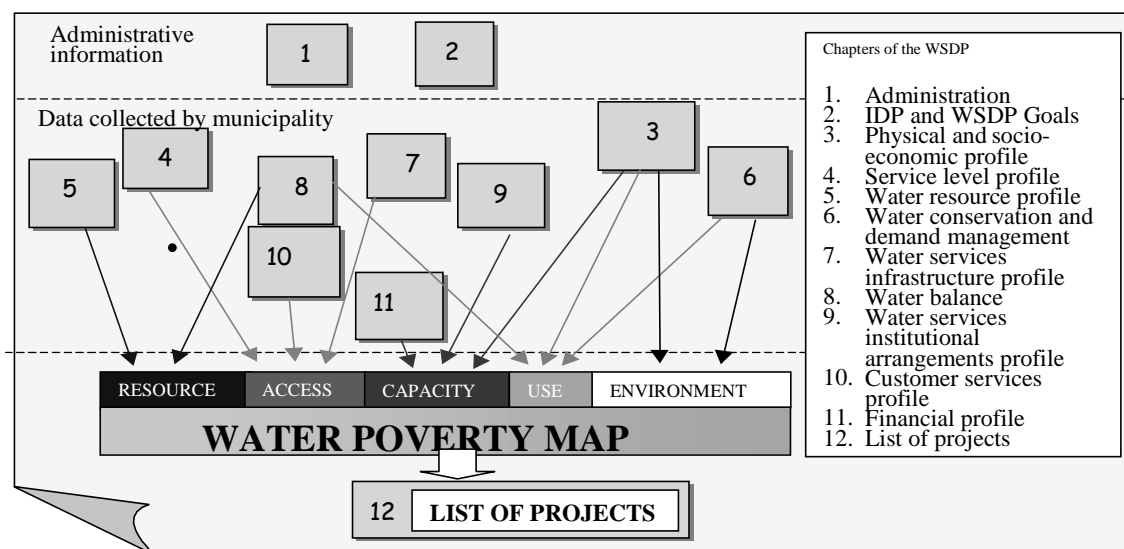 Administrative
information
1
2
Data collected by municipality
5
4
8
10
7
11
9
3
6
RESOURCE
ACCESS
CAPACITY
USE
ENVIRONMENT
WATER POVERTY MAP
12
LIST OF PROJECTS
Chapters of the WSDP
1. Administration
2. IDP and WSDP Goals
3. Physical and socio-
economic profile
4. Service level profile
5. Water resource profile
6. Water conservation and
demand management
7. Water services
infrastructure profile
8. Water balance
9. Water services
institutional
arrangements profile
10. Customer services
profile
11. Financial profile
12. List of projects